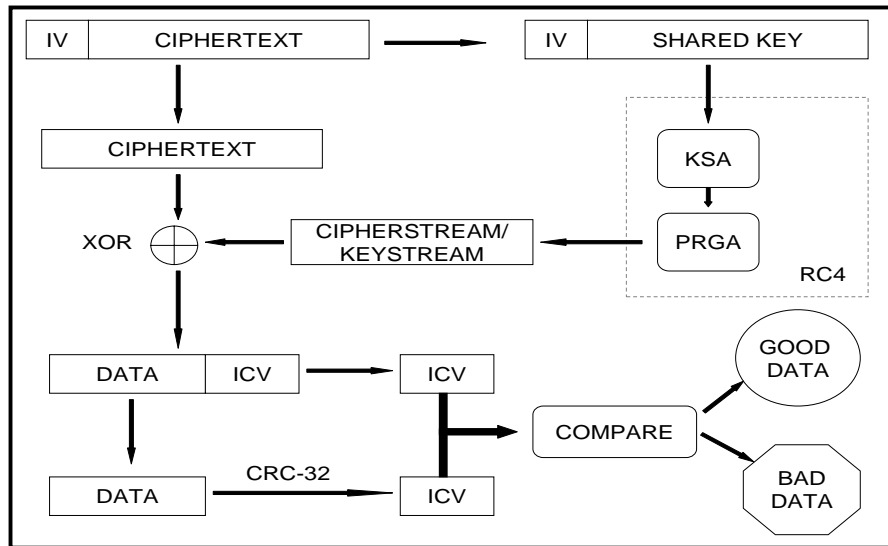 IV CIPHERTEXT IV SHARED KEY
CIPHERTEXT
KSA
XOR
CIPHERSTREAM/
KEYSTREAM
PRGA
RC4
DATA ICV
ICV
GOOD
DATA
COMPARE
DATA
CRC-32
ICV
BAD
DATA